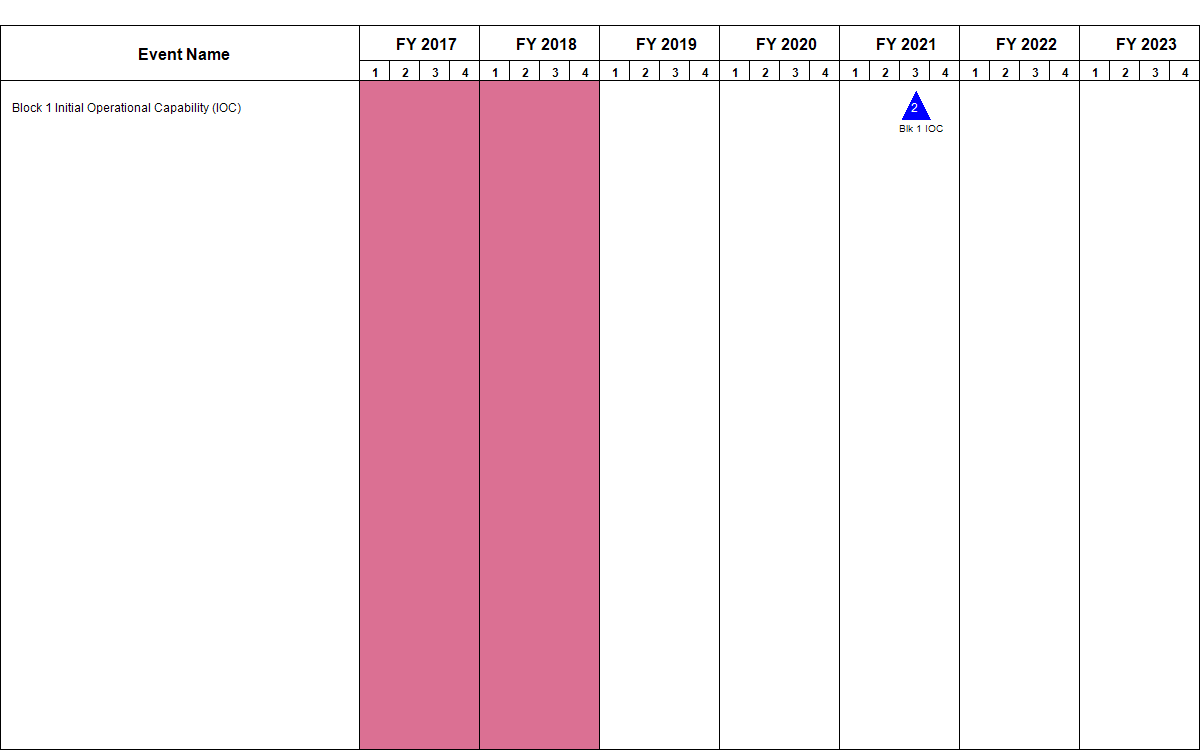 Event Name FY 2017 FY 2018 FY 2019 FY 2020 FY 2021 FY 2022 FY 2023
1 2 3 4 1 2 3 4 1 2 3 4 1 2 3 4 1 2 3 4 1 2 3 4 1 2 3 4
Block 1 Initial Operational Capability (IOC) 2
Blk 1 IOC